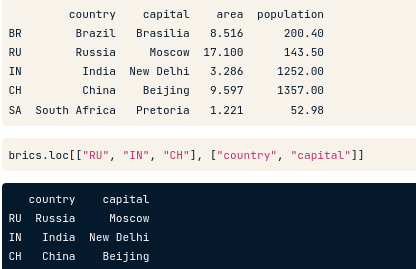 country    capital    area  population
BR        Brazil   Brasilia   8.516      200.40
RU        Russia     Moscow  17.100      143.50
IN         India  New Delhi   3.286     1252.00
CH         China    Beijing   9.597     1357.00
SA  South Africa   Pretoria   1.221       52.98
brics.loc[["RU", "IN", "CH"], ["country", "capital"]]
   country    capital
RU  Russia     Moscow
IN   India  New Delhi
CH   China    Beijing